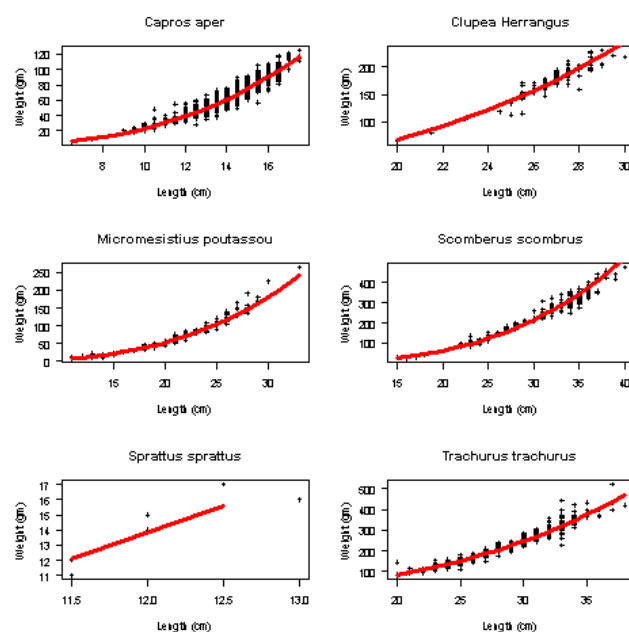 Capros aper
Weight (gm)
120
100
80
60
40
20
8 10 12 14 16
Length (cm)
Clupea Herrangus
Weight (gm)
200
150
100
20 22 24 26 28 30
Length (cm)
Micromesistius poutassou
Weight (gm)
250
200
150
100
50
0
15 20 25 30
Length (cm)
Scomberus scombrus
Weight (gm)
400
300
200
100
15 20 25 30 35 40
Length (cm)
Sprattus sprattus
Weight (gm)
17
16
15
14
13
12
11
11.5 12.0 12.5 13.0
Length (cm)
Trachurus trachurus
Weight (gm)
500
400
300
200
100
20 25 30 35
Length (cm)